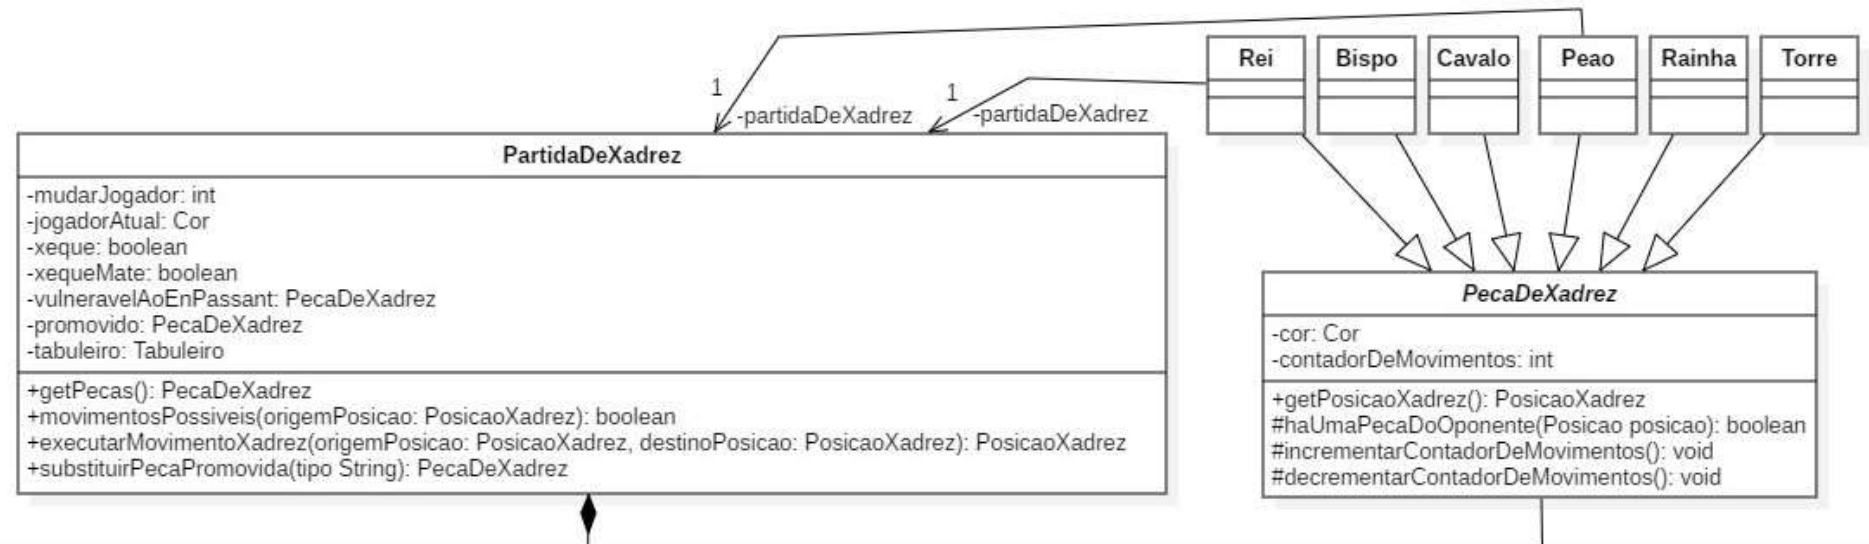 Rei
Bispo
Cavalo
Peao
Rainha
Torre
1
-partidaDeXadrez
1
-partidaDeXadrez
PartidaDeXadrez
-mudarJogador: int
-jogadorAtual: Cor
-xeque: boolean
-xequeMate: boolean
-vulneravelAoEnPassant: PecaDeXadrez
-promovido: PecaDeXadrez
-tabuleiro: Tabuleiro
+getPecas(): PecaDeXadrez
+movimentosPossiveis(origemPosicao: PosicaoXadrez): boolean
+executarMovimentoXadrez(origemPosicao: PosicaoXadrez, destinoPosicao: PosicaoXadrez): PosicaoXadrez
+substituirPecaPromovida(tipo String): PecaDeXadrez
PecaDeXadrez
-cor: Cor
-contadorDeMovimentos: int
+getPosicaoXadrez(): PosicaoXadrez
#haUmaPecaDoOponente(Posicao posicao): boolean
#incrementarContadorDeMovimentos(): void
#decrementarContadorDeMovimentos(): void